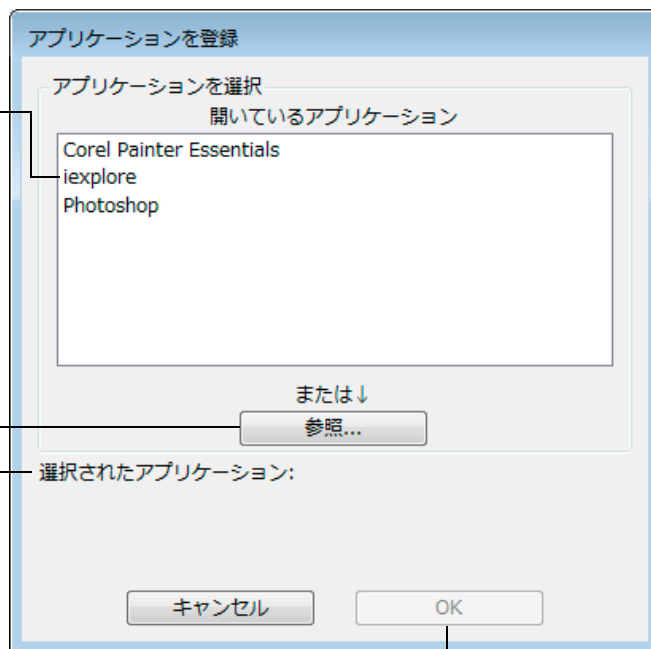 アプリケーションを登録
アプリケーションを選択
開いているアプリケーション
Corel Painter Essentials
iexplore
Photoshop
または↓
参照...
選択されたアプリケーション:
キャンセル OK